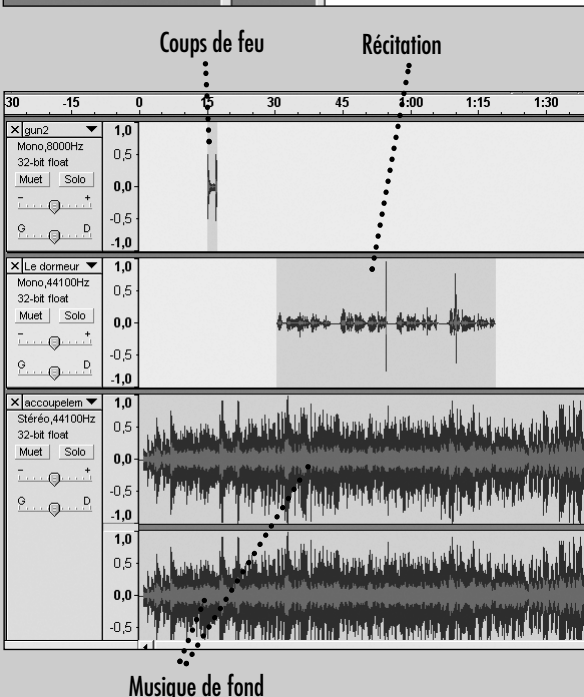 Coups de feu Récitation
30 -15 0 15 30 45 1:00 1:15 1:30
gun2
1,0
Mono,8000Hz
32-bit float
0,5
Muet Solo
0,0
- +
-0,5
G D
-1,0
Le dormeur
1,0
Mono,44100Hz
32-bit float
0,5
Muet Solo
0,0
- +
-0,5
G D
-1,0
accoupelem
1,0
Stéréo,44100Hz
32-bit float
0,5
Muet Solo
0,0
- +
-0,5
G D
-1,0
1,0
0,5
0,0
-0,5
Musique de fond